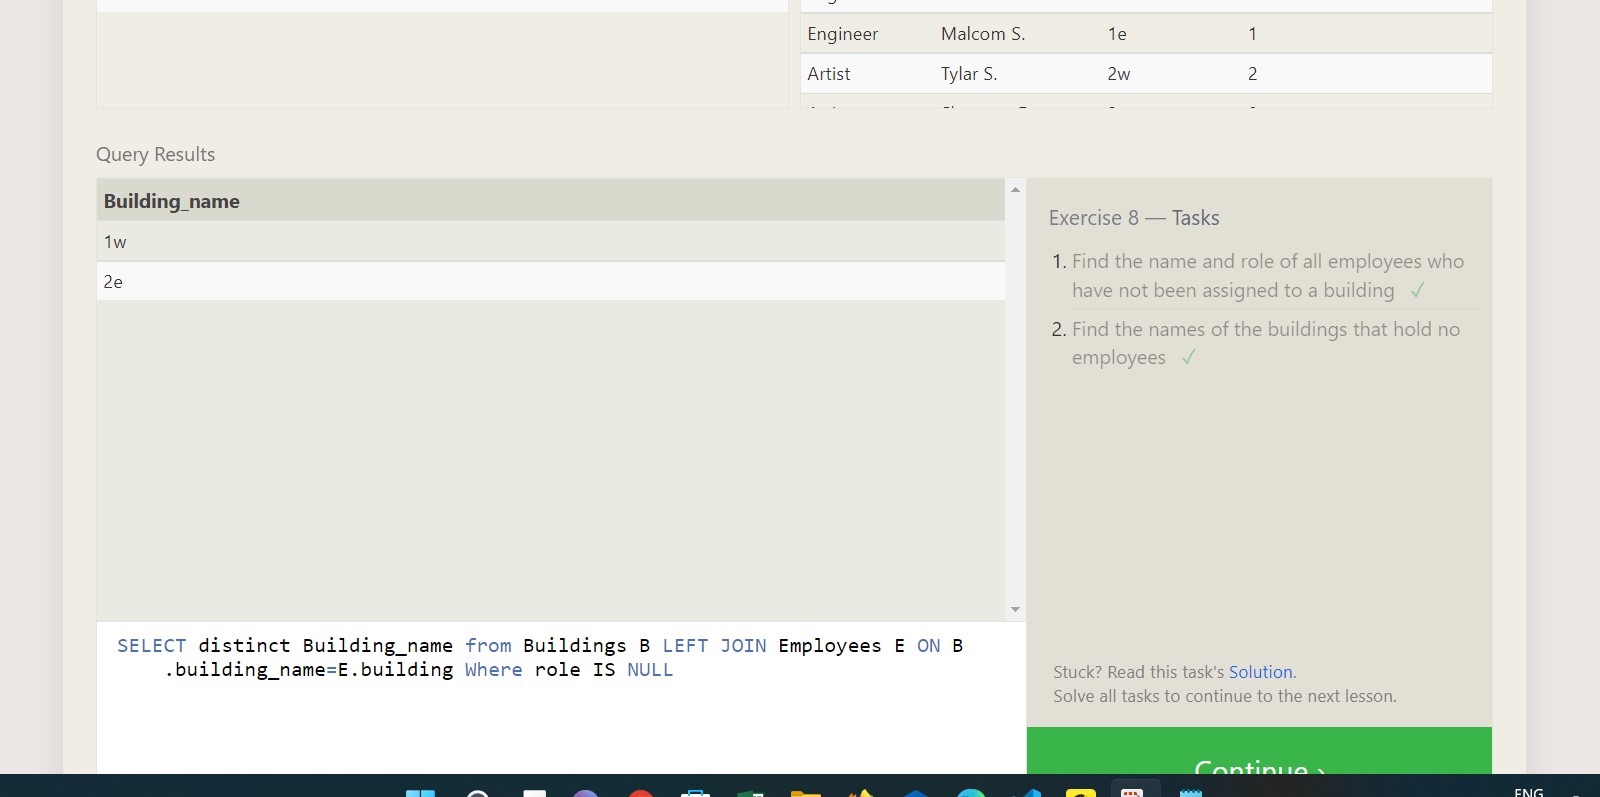 Engineer Malcom S. 1e 1
Artist Tylar S. 2w 2
Query Results
Building_name
1w
2e
Exercise 8 — Tasks
1. Find the name and role of all employees who
have not been assigned to a building ✓
2. Find the names of the buildings that hold no
employees ✓
SELECT distinct Building_name from Buildings B LEFT JOIN Employees E ON B
.building_name=E.building Where role IS NULL
Stuck? Read this task's Solution.
Solve all tasks to continue to the next lesson.
Continue ›
ENG